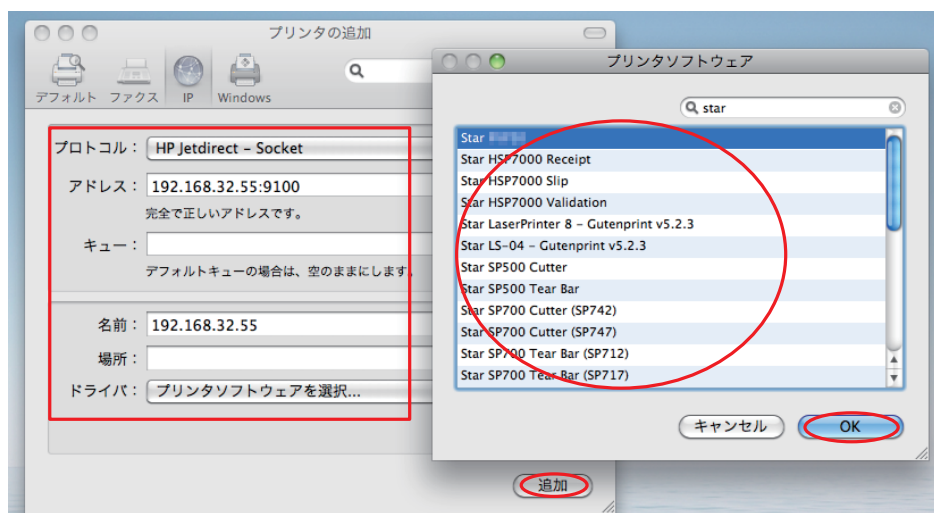 プリンタの追加
デフォルト ファクス IP Windows
プロトコル： HP Jetdirect – Socket
アドレス： 192.168.32.55:9100
完全で正しいアドレスです。
キュー：
デフォルトキューの場合は、空のままにします。
名前： 192.168.32.55
場所：
ドライバ： プリンタソフトウェアを選択...
追加
プリンタソフトウェア
star
Star
Star HSP7000 Receipt
Star HSP7000 Slip
Star HSP7000 Validation
Star LaserPrinter 8 – Gutenprint v5.2.3
Star LS-04 – Gutenprint v5.2.3
Star SP500 Cutter
Star SP500 Tear Bar
Star SP700 Cutter (SP742)
Star SP700 Cutter (SP747)
Star SP700 Tear Bar (SP712)
Star SP700 Tear Bar (SP717)
キャンセル OK